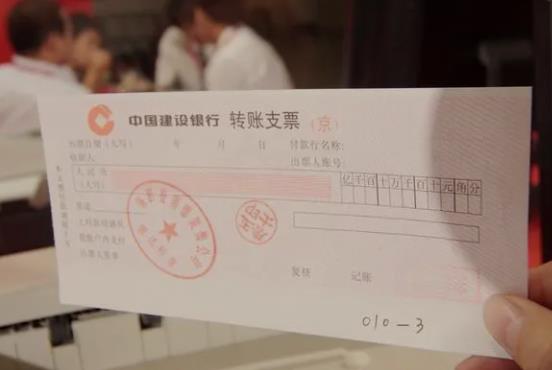 中国建设银行 转账支票（京）
出票日期（大写） 年 月 日 付款行名称：
收款人： 出票人账号：
人民币
（大写） 亿千百十万千百十元角分
用途
上列款项请从
我账户内支付
出票人签章 复核 记账
010-3